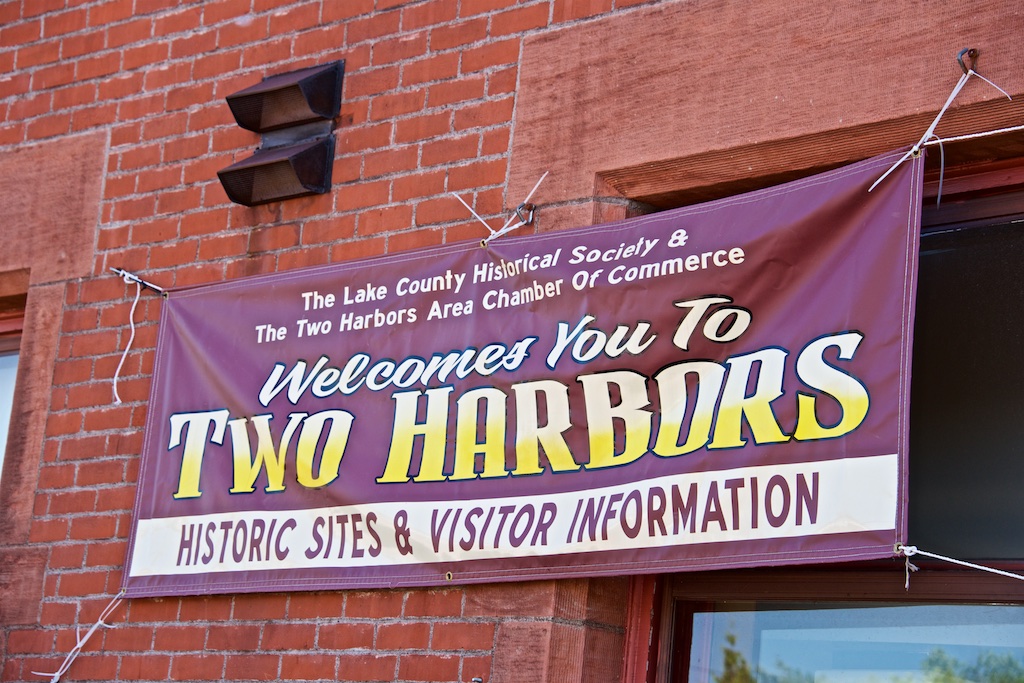 The Lake County Historical Society &
The Two Harbors Area Chamber Of Commerce
Welcomes You To
TWO HARBORS
HISTORIC SITES & VISITOR INFORMATION